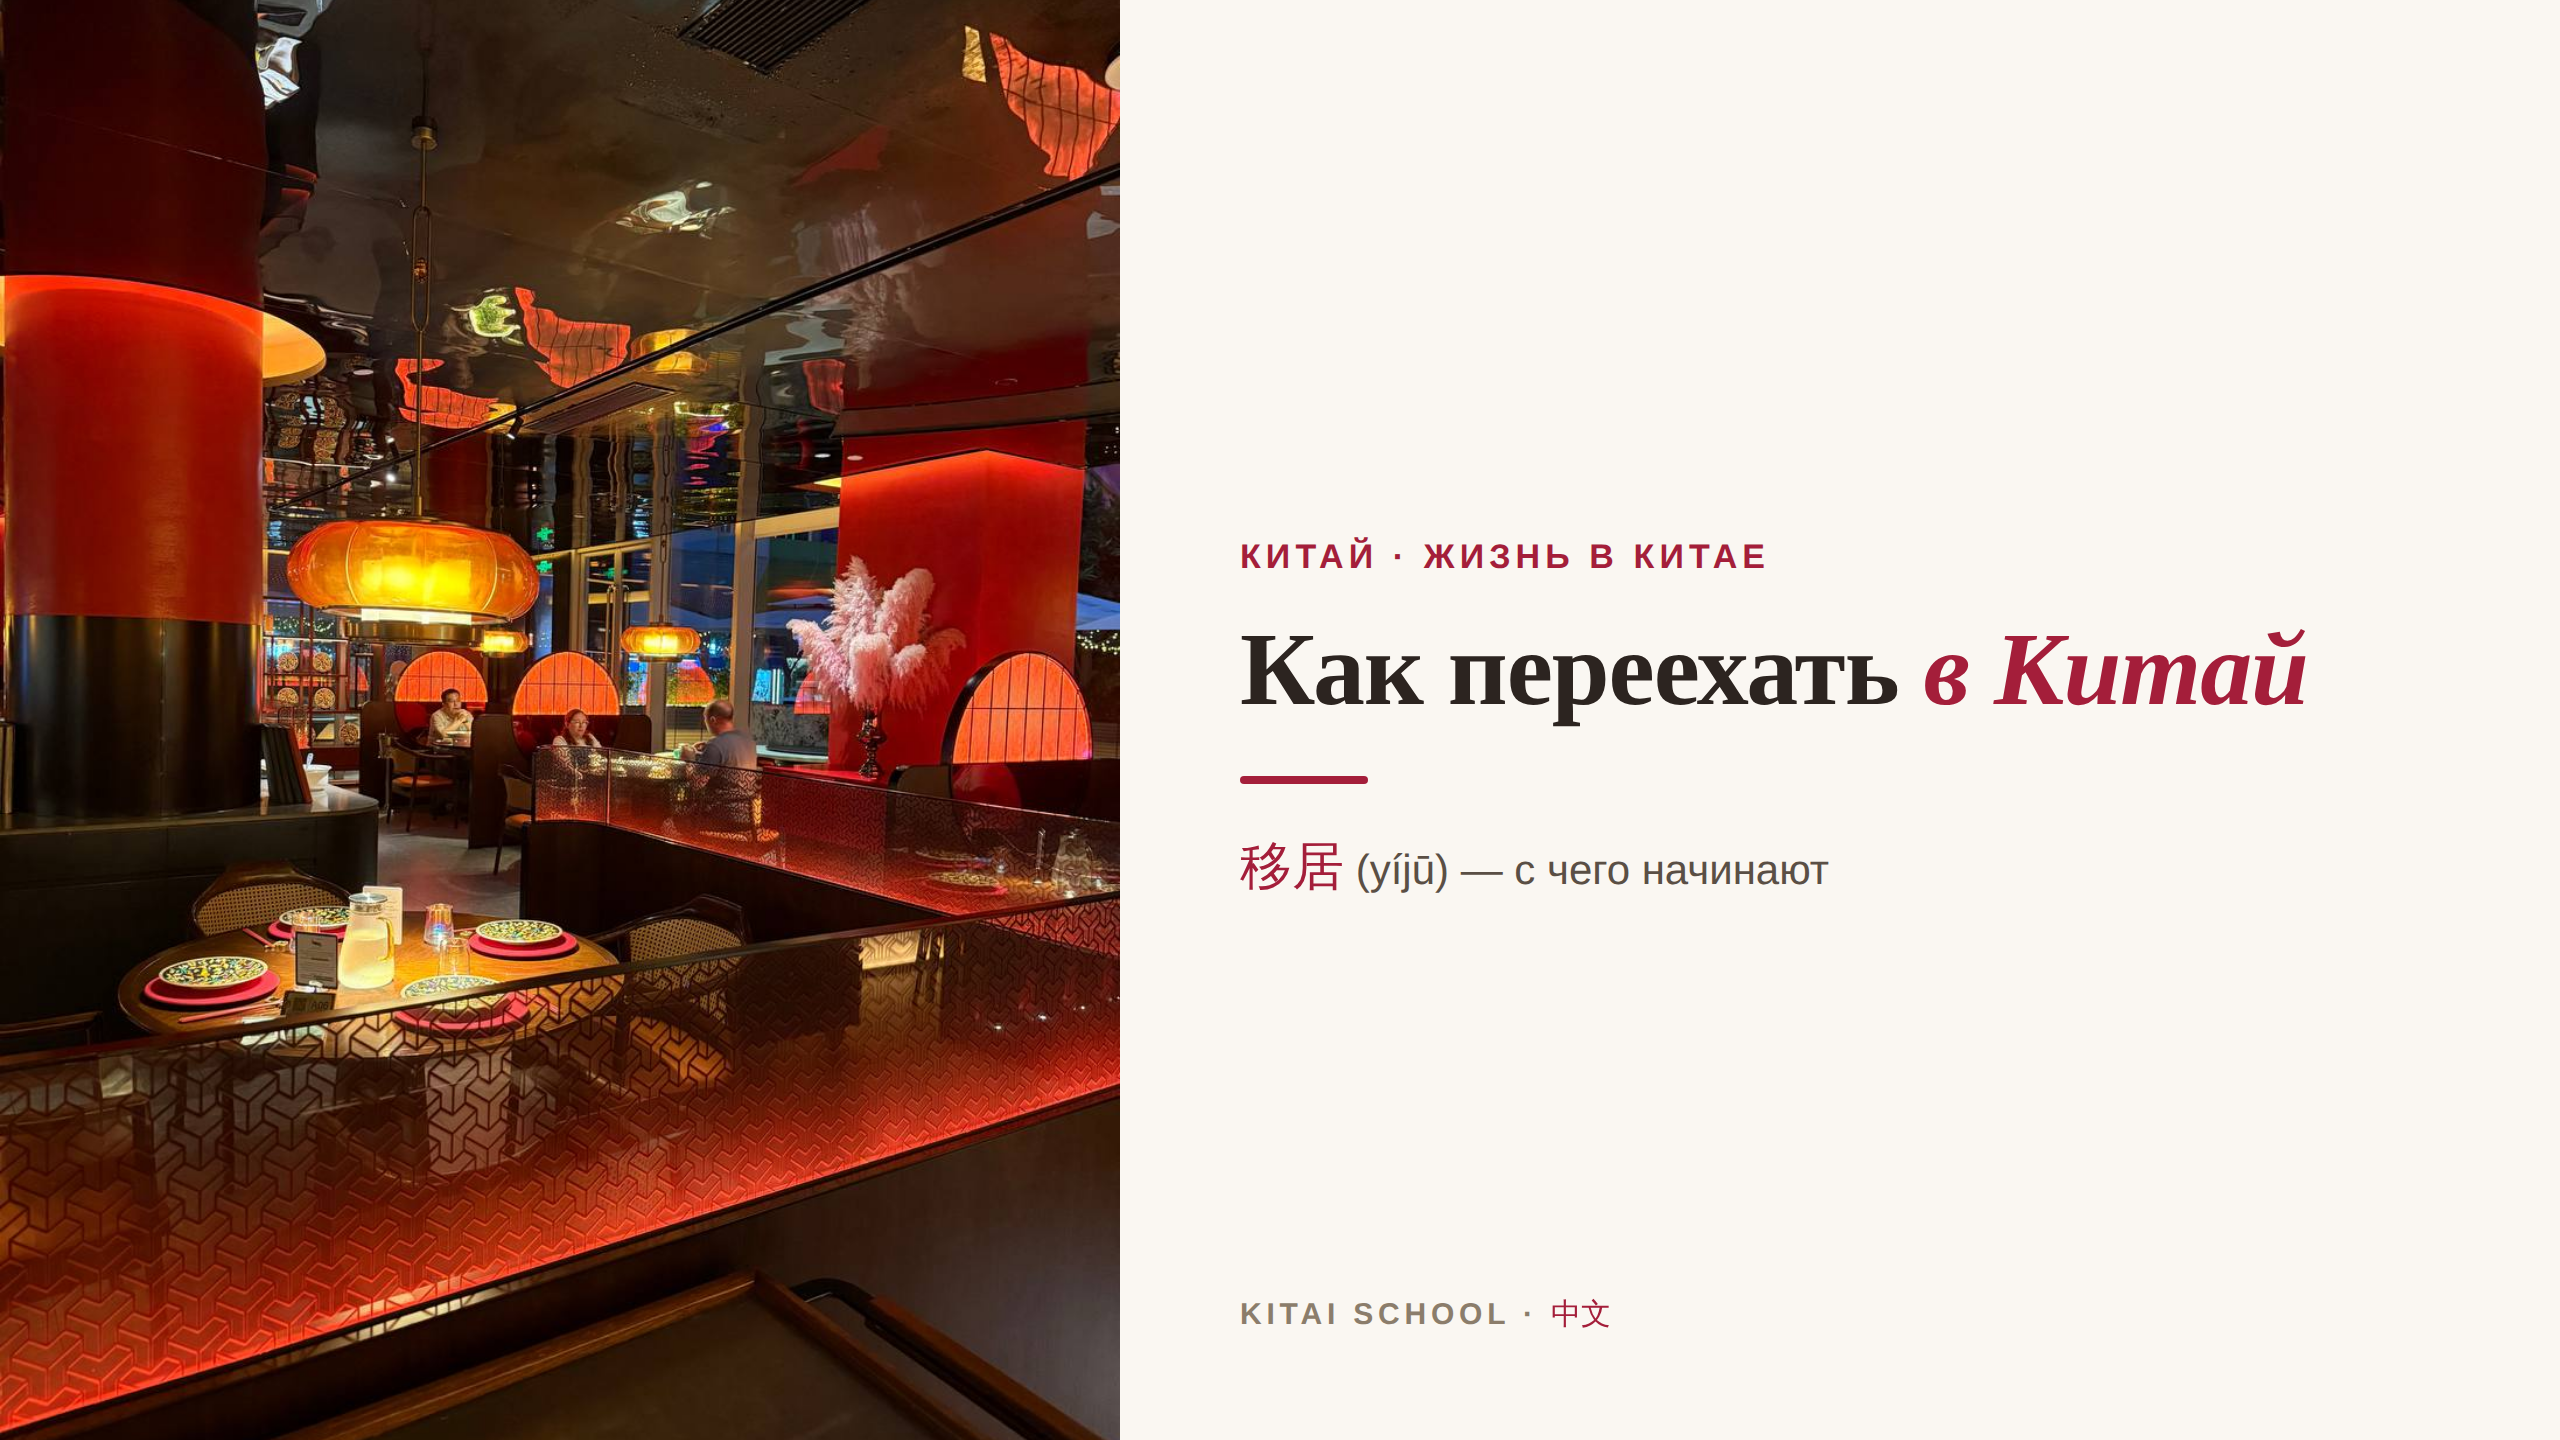 КИТАЙ · ЖИЗНЬ В КИТАЕ
Как переехать в Китай
移居 (yíjū) — с чего начинают
KITAI SCHOOL · 中文